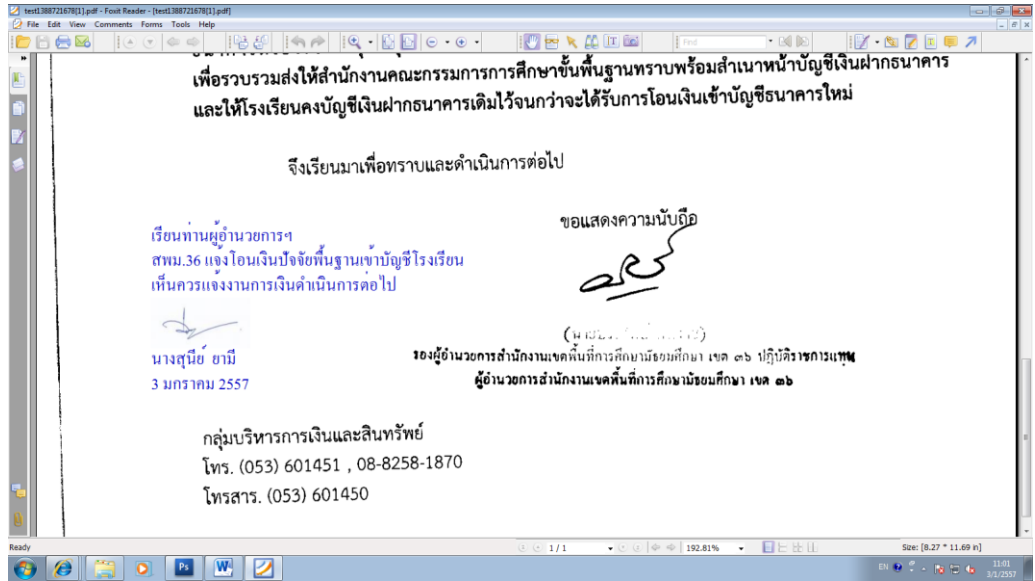 test1388721678[1].pdf - Foxit Reader - [test1388721678[1].pdf]
File Edit View Comments Forms Tools Help
Find
เพื่อรวบรวมส่งให้สำนักงานคณะกรรมการการศึกษาขั้นพื้นฐานทราบพร้อมสำเนาหน้าบัญชีเงินฝากธนาคาร
และให้โรงเรียนคงบัญชีเงินฝากธนาคารเดิมไว้จนกว่าจะได้รับการโอนเงินเข้าบัญชีธนาคารใหม่
จึงเรียนมาเพื่อทราบและดำเนินการต่อไป
ขอแสดงความนับถือ
เรียนท่านผู้อำนวยการฯ
สพม.36 แจ้งโอนเงินปัจจัยพื้นฐานเข้าบัญชีโรงเรียน
เห็นควรแจ้งงานการเงินดำเนินการต่อไป
นางสุนีย์ ยามี
3 มกราคม 2557
รองผู้อำนวยการสำนักงานเขตพื้นที่การศึกษามัธยมศึกษา เขต ๓๖ ปฏิบัติราชการแทน
ผู้อำนวยการสำนักงานเขตพื้นที่การศึกษามัธยมศึกษา เขต ๓๖
กลุ่มบริหารการเงินและสินทรัพย์
โทร. (053) 601451 , 08-8258-1870
โทรสาร. (053) 601450
Ready
1 / 1
192.81%
Size: [8.27 * 11.69 in]
Ps
W
EN
11:01
3/1/2557